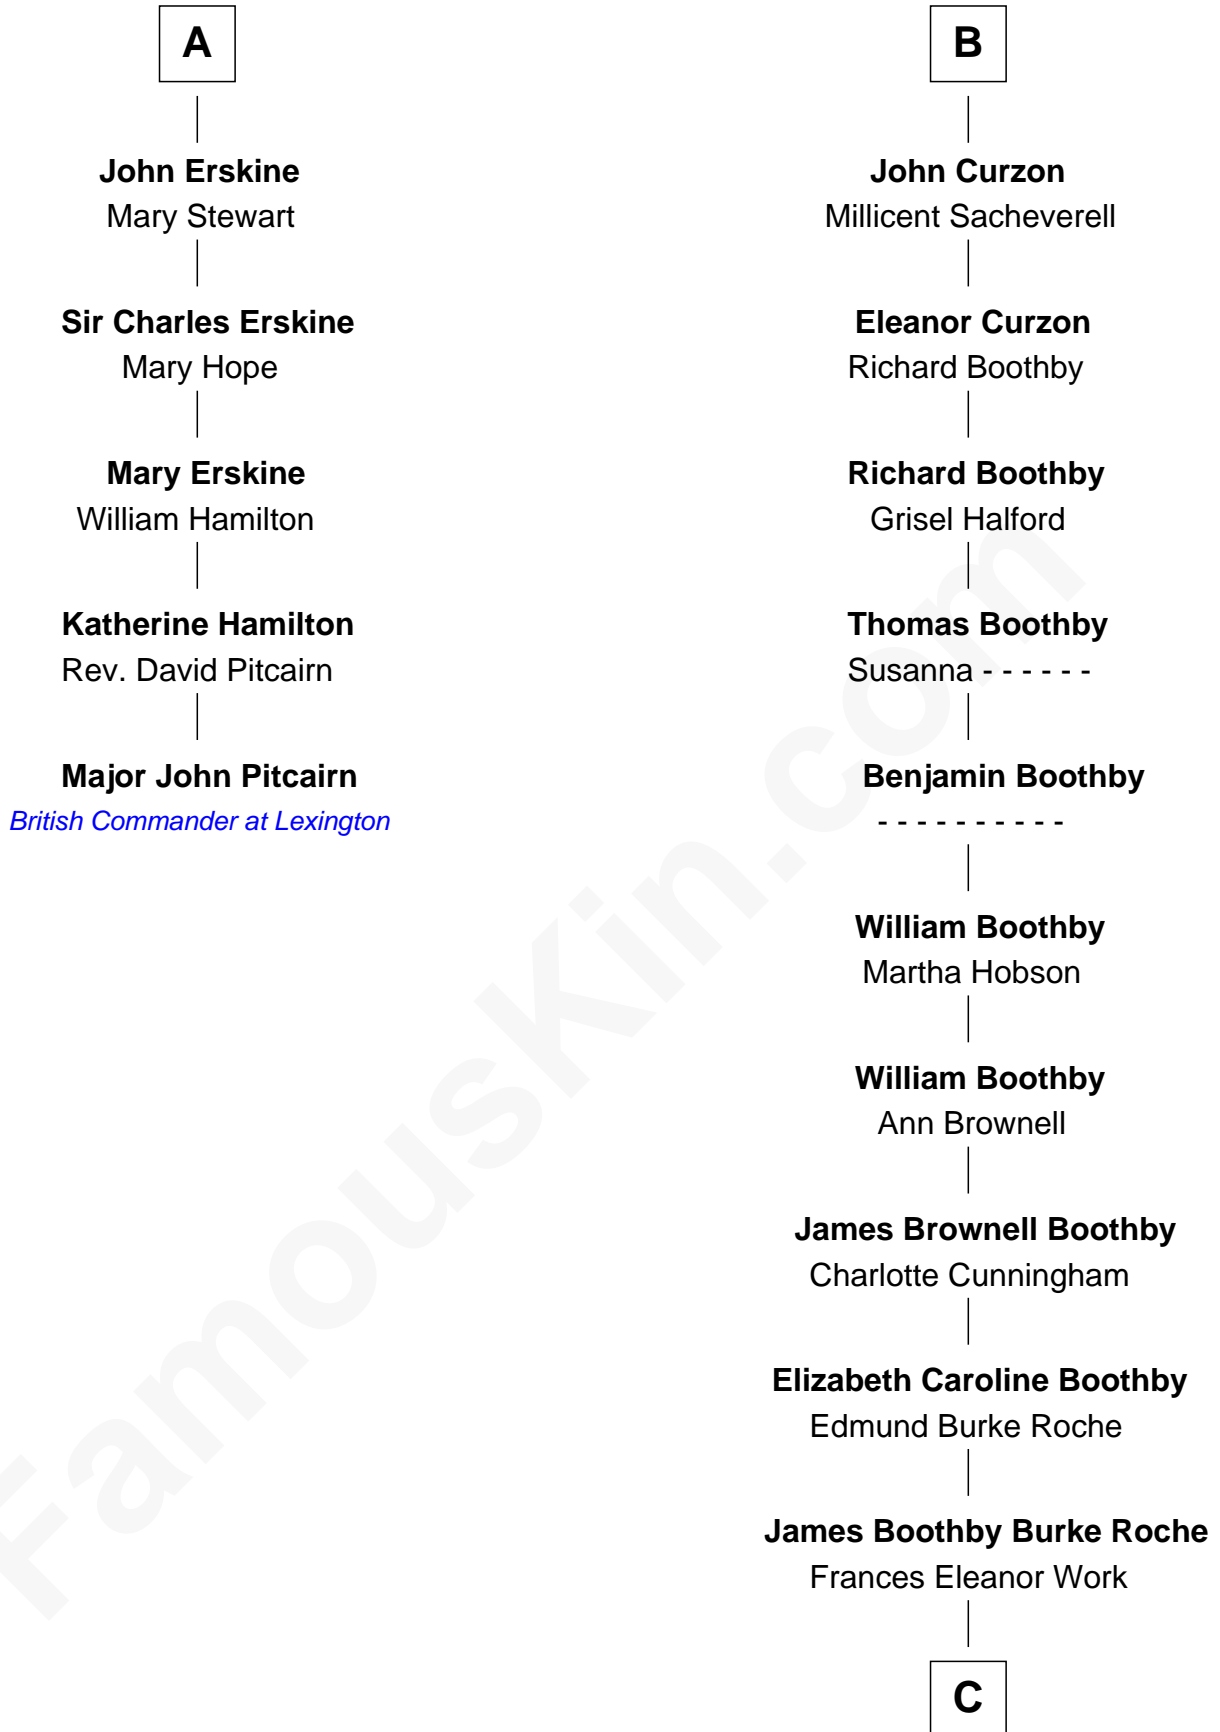 A
John Erskine
Mary Stewart
Sir Charles Erskine
Mary Hope
Mary Erskine
William Hamilton
Katherine Hamilton
Rev. David Pitcairn
Major John Pitcairn
British Commander at Lexington
B
John Curzon
Millicent Sacheverell
Eleanor Curzon
Richard Boothby
Richard Boothby
Grisel Halford
Thomas Boothby
Susanna - - - - - -
Benjamin Boothby
- - - - - - - - - -
William Boothby
Martha Hobson
William Boothby
Ann Brownell
James Brownell Boothby
Charlotte Cunningham
Elizabeth Caroline Boothby
Edmund Burke Roche
James Boothby Burke Roche
Frances Eleanor Work
C
FamousKin.com